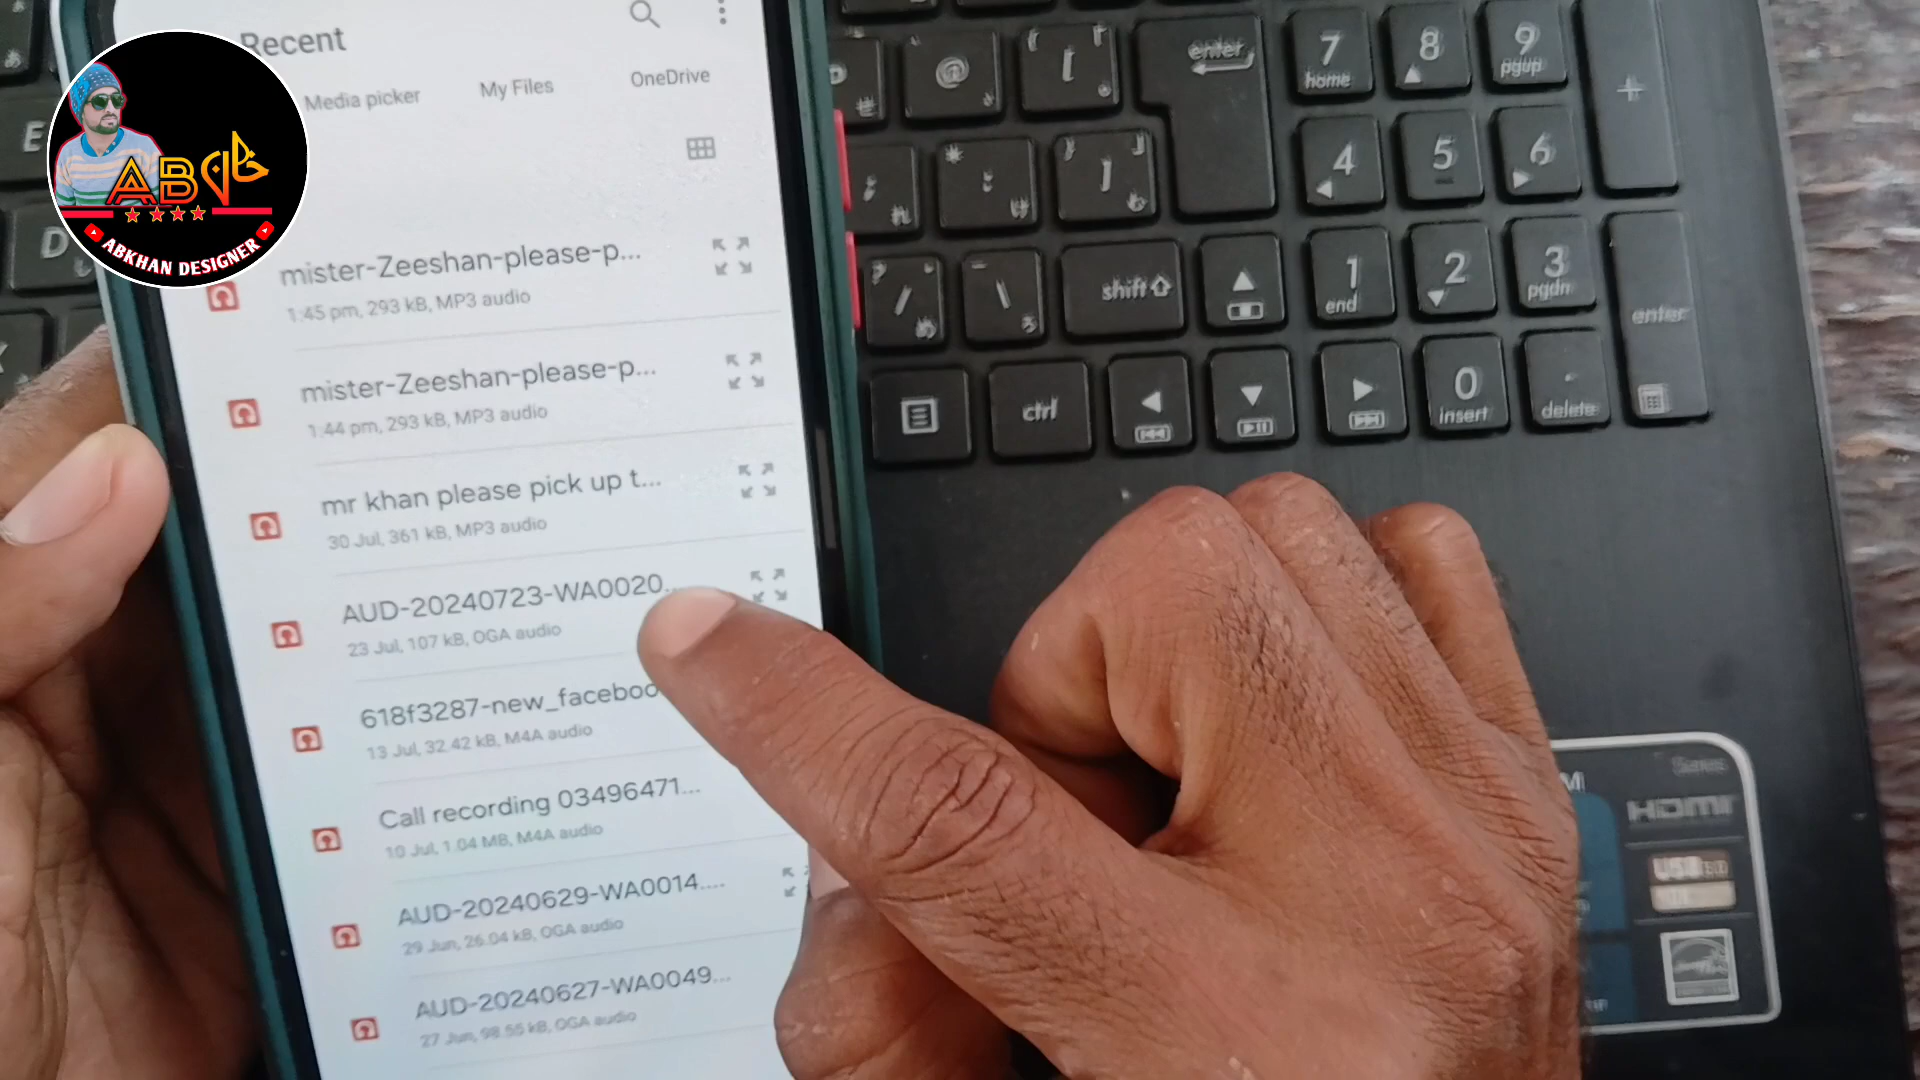 Recent
Media picker
My Files
OneDrive
mister-Zeeshan-please-p...
1:45 pm, 293 kB, MP3 audio
mister-Zeeshan-please-p...
1:44 pm, 293 kB, MP3 audio
mr khan please pick up t...
30 Jul, 361 kB, MP3 audio
AUD-20240723-WA0020...
23 Jul, 107 kB, OGA audio
618f3287-new_faceboo
13 Jul, 32.42 kB, M4A audio
Call recording 03496471...
10 Jul, 1.04 MB, M4A audio
AUD-20240629-WA0014....
29 Jun, 26.04 kB, OGA audio
AUD-20240627-WA0049...
27 Jun, 98.55 kB, OGA audio
AB
ABKHAN DESIGNER
E
D
@
[
enter
7
home
8
9
pgup
+
*
:
]
4
5
6
/
\
shift
1
end
2
3
pgdn
enter
ctrl
0
insert
.
delete
Series
HDMI